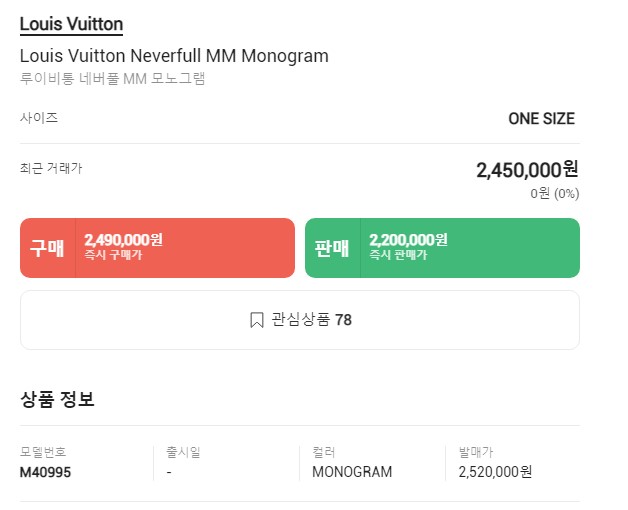 Louis Vuitton
Louis Vuitton Neverfull MM Monogram
루이비통 네버풀 MM 모노그램
사이즈 ONE SIZE
최근 거래가 2,450,000원
0원 (0%)
구매 2,490,000원 판매 2,200,000원
즉시 구매가 즉시 판매가
관심상품 78
상품 정보
모델번호 출시일 컬러 발매가
M40995 - MONOGRAM 2,520,000원